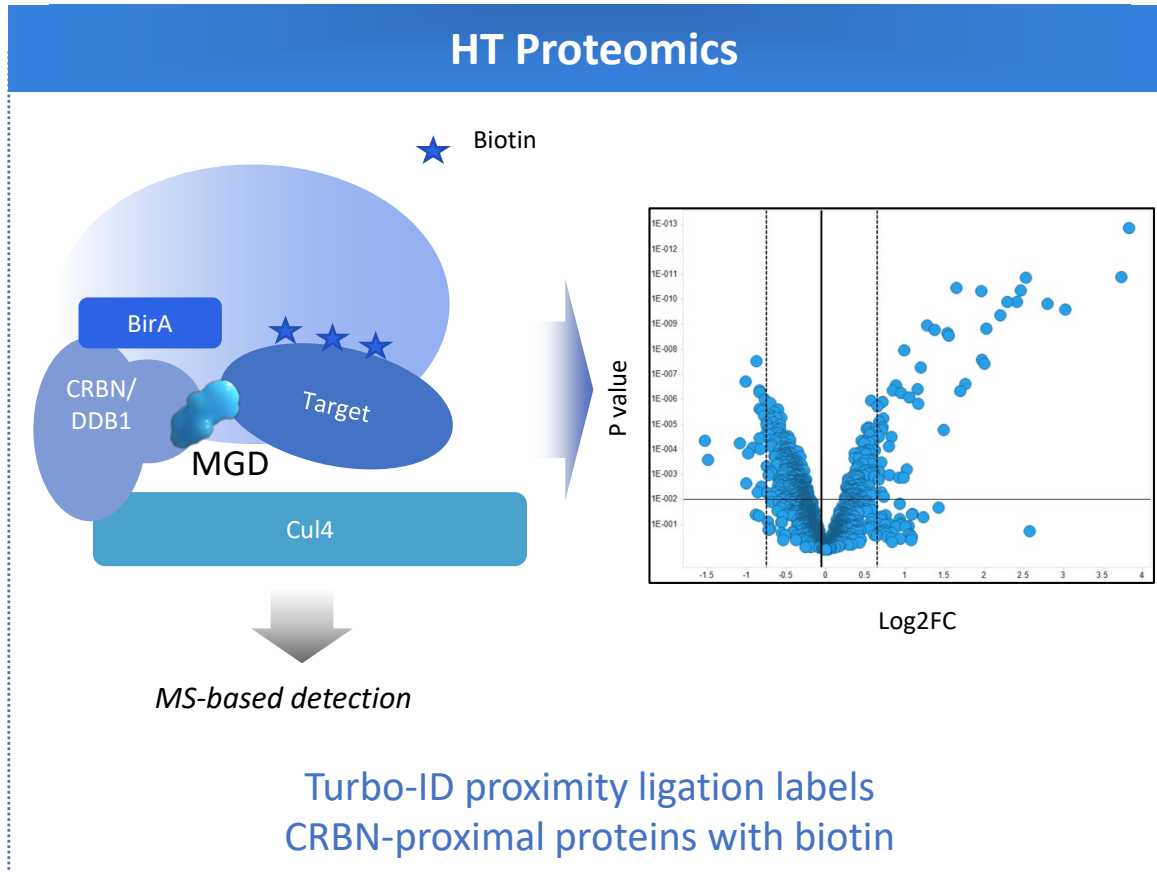 HT Proteomics
Biotin
BirA
CRBN/
DDB1
Target
MGD
Cul4
MS-based detection
P value
1E-013
1E-012
1E-011
1E-010
1E-009
1E-008
1E-007
1E-006
1E-005
1E-004
1E-003
1E-002
1E-001
-1.5 -1 -0.5 0 0.5 1 1.5 2 2.5 3 3.5 4
Log2FC
Turbo-ID proximity ligation labels
CRBN-proximal proteins with biotin